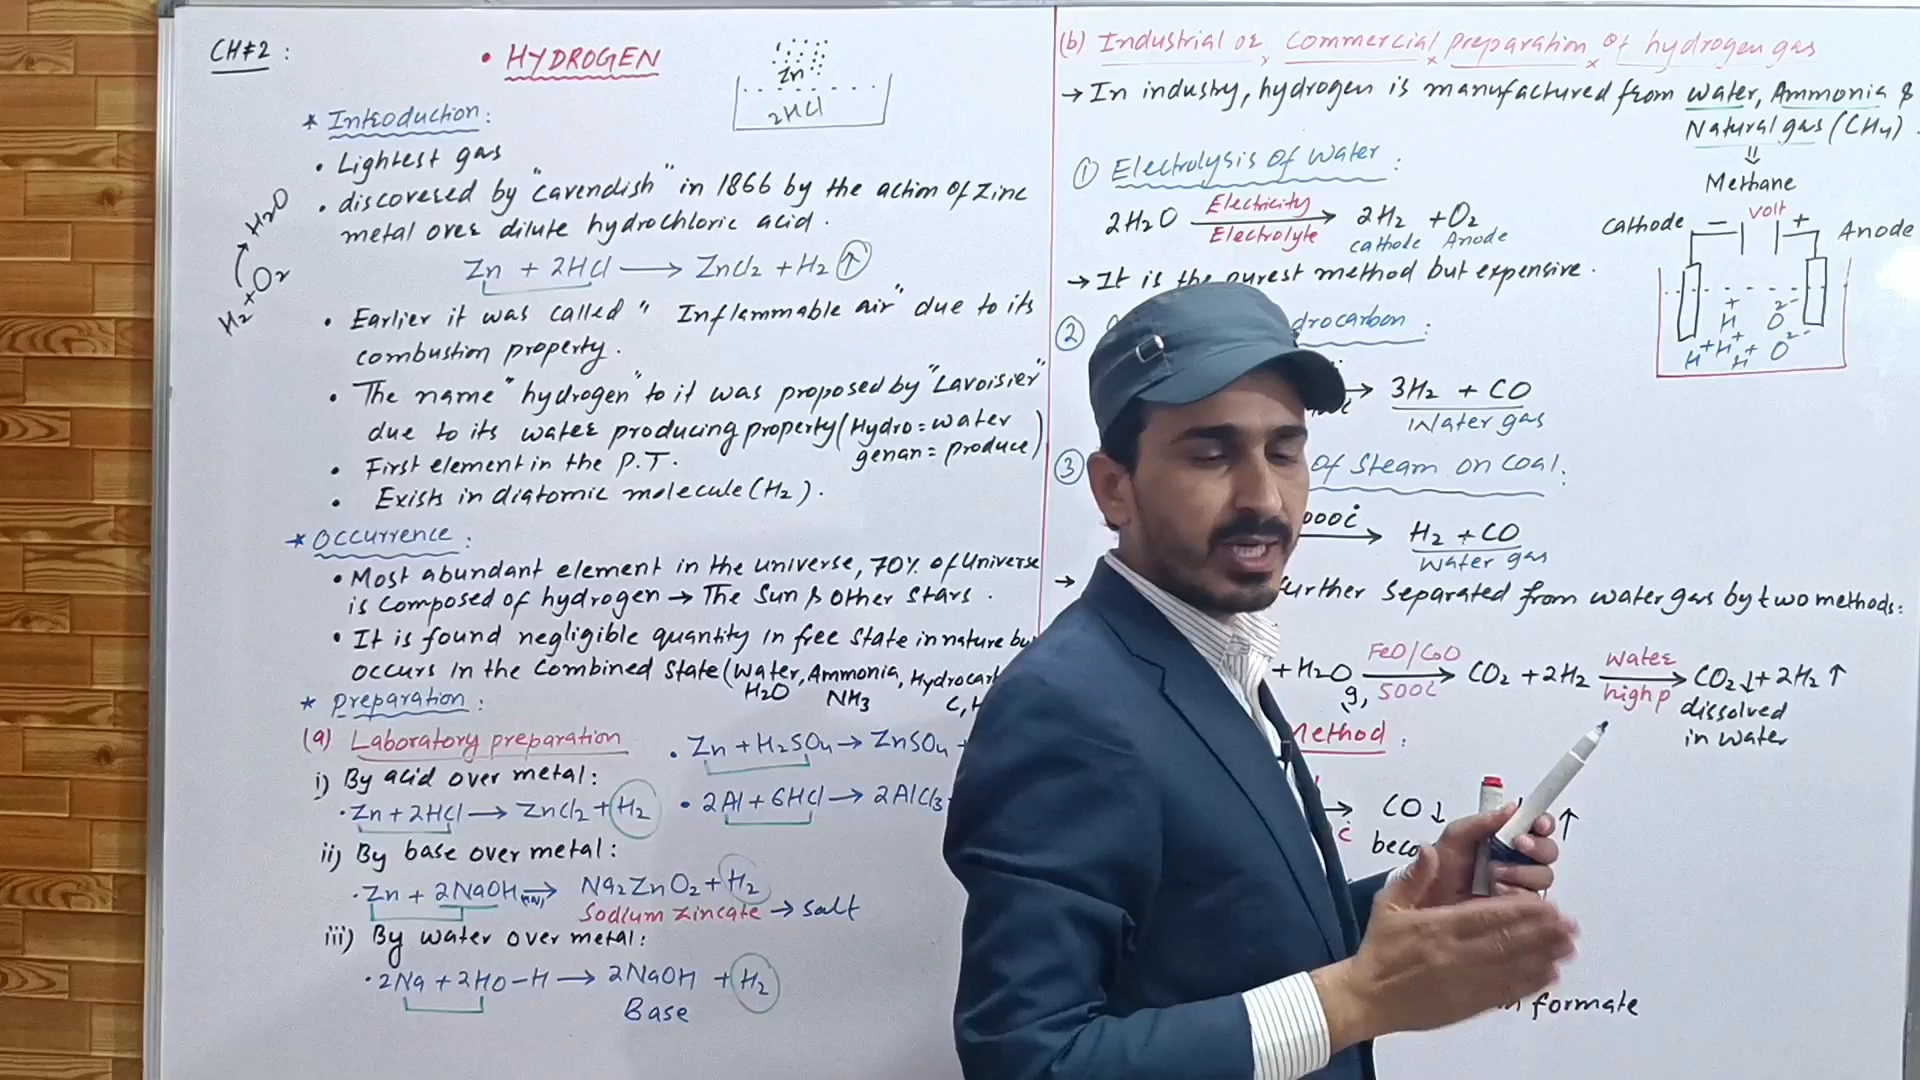 CH#2:
• HYDROGEN
Zn
2HCl
* Introduction:
• Lightest gas
• discovered by "Cavendish" in 1866 by the action of Zinc
metal over dilute hydrochloric acid.
Zn + 2HCl → ZnCl2 + H2 ↑
H2+O2 → H2O
• Earlier it was called "Inflammable air" due to its
combustion property.
• The name "hydrogen" to it was proposed by "Lavoisier"
due to its water producing property (Hydro = water
genan = produce)
• First element in the P.T.
• Exists in diatomic molecule (H2).
* Occurrence:
• Most abundant element in the universe, 70% of Universe
is composed of hydrogen → The Sun & Other Stars.
• It is found negligible quantity in free state in nature bu
occurs in the Combined State (Water, Ammonia, Hydrocar
H2O NH3 C, H
* Preparation:
(a) Laboratory preparation
i) By acid over metal:
• Zn + 2HCl → ZnCl2 + H2
• Zn + H2SO4 → ZnSO4 +
• 2Al + 6HCl → 2AlCl3
ii) By base over metal:
• Zn + 2NaOH → Na2ZnO2 + H2
Sodium zincate → Salt
iii) By water over metal:
• 2Na + 2HO-H → 2NaOH + H2
Base
(b) Industrial or Commercial preparation of hydrogen gas
→ In industry, hydrogen is manufactured from water, Ammonia &
Natural gas (CH4).
⇓
Methane
① Electrolysis of Water:
2H2O Electricity → Electrolyte 2H2 + O2
cathode Anode
→ It is the purest method but expensive.
Cathode − Volt + Anode
+ 2-
H O
H+ H+ H+ O2-
② drocarbon:
→ 3H2 + CO
Water gas
③ Of Steam on Coal:
000c → H2 + CO
Water gas
→ further Separated from water gas by two methods:
+ H2O FeO/CoO → 500c CO2 + 2H2 Water → high p CO2↓ + 2H2 ↑
g, dissolved
in water
Method:
→ CO↓ ↑
c beco
formate